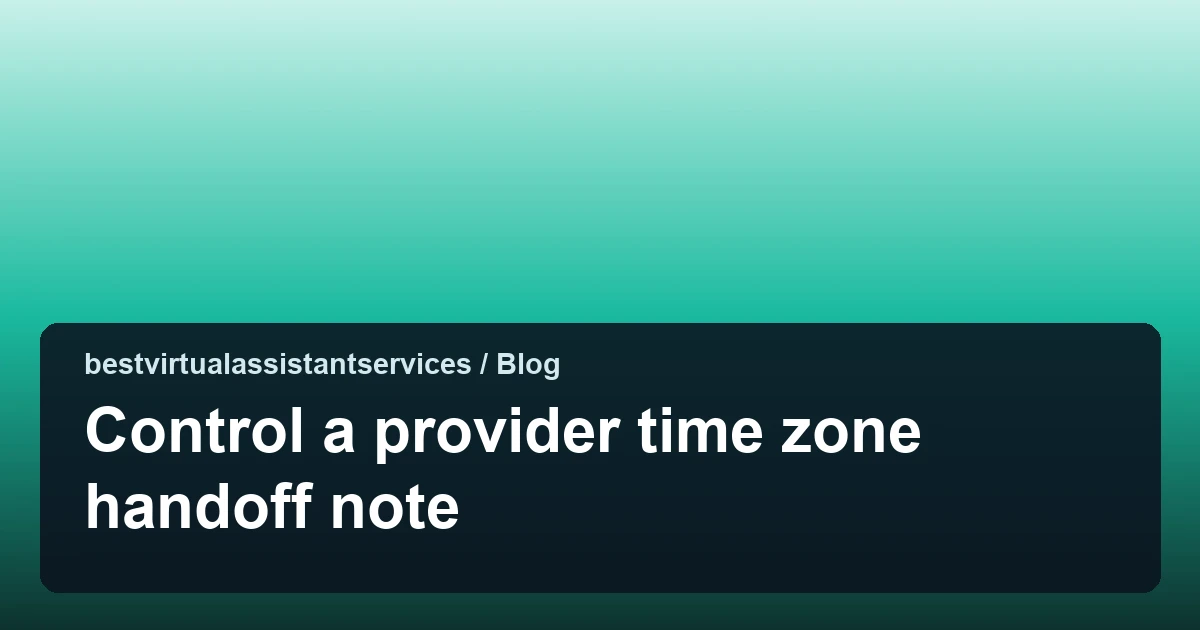 bestvirtualassistantservices / Blog
Control a provider time zone
handoff note